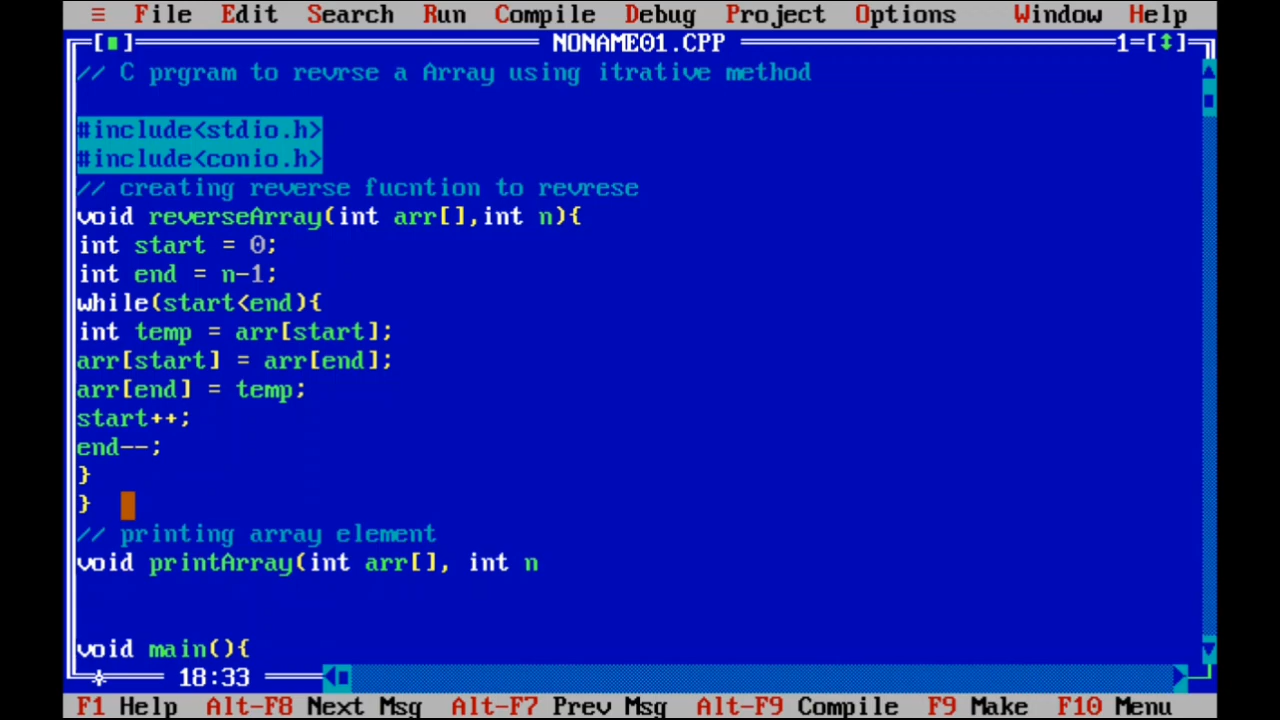 ≡ File Edit Search Run Compile Debug Project Options Window Help
[■] NONAME01.CPP 1=[↕]
// C prgram to revrse a Array using itrative method
#include<stdio.h>
#include<conio.h>
// creating reverse fucntion to revrese
void reverseArray(int arr[],int n){
int start = 0;
int end = n-1;
while(start<end){
int temp = arr[start];
arr[start] = arr[end];
arr[end] = temp;
start++;
end--;
}
}
// printing array element
void printArray(int arr[], int n
void main(){
18:33
F1 Help Alt-F8 Next Msg Alt-F7 Prev Msg Alt-F9 Compile F9 Make F10 Menu